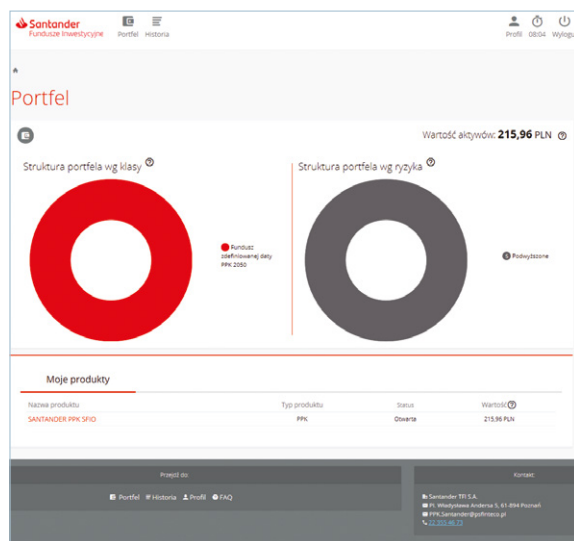 Santander
Fundusze Inwestycyjne
Portfel Historia
Profil 08:04 Wylogu
Portfel
Wartość aktywów: 215,96 PLN
Struktura portfela wg klasy
Struktura portfela wg ryzyka
Fundusz
zdefiniowanej daty
PPK 2050
Podwyższone
Moje produkty
Nazwa produktu Typ produktu Status Wartość
SANTANDER PPK SFIO PPK Otwarte 215,96 PLN
Przejdź do
Kontakt
Portfel Historia Profil FAQ
Santander TFI S.A.
Pl. Władysława Andersa 5, 61-894 Poznań
PPK.Santander@psfinteco.pl
22 355 46 73